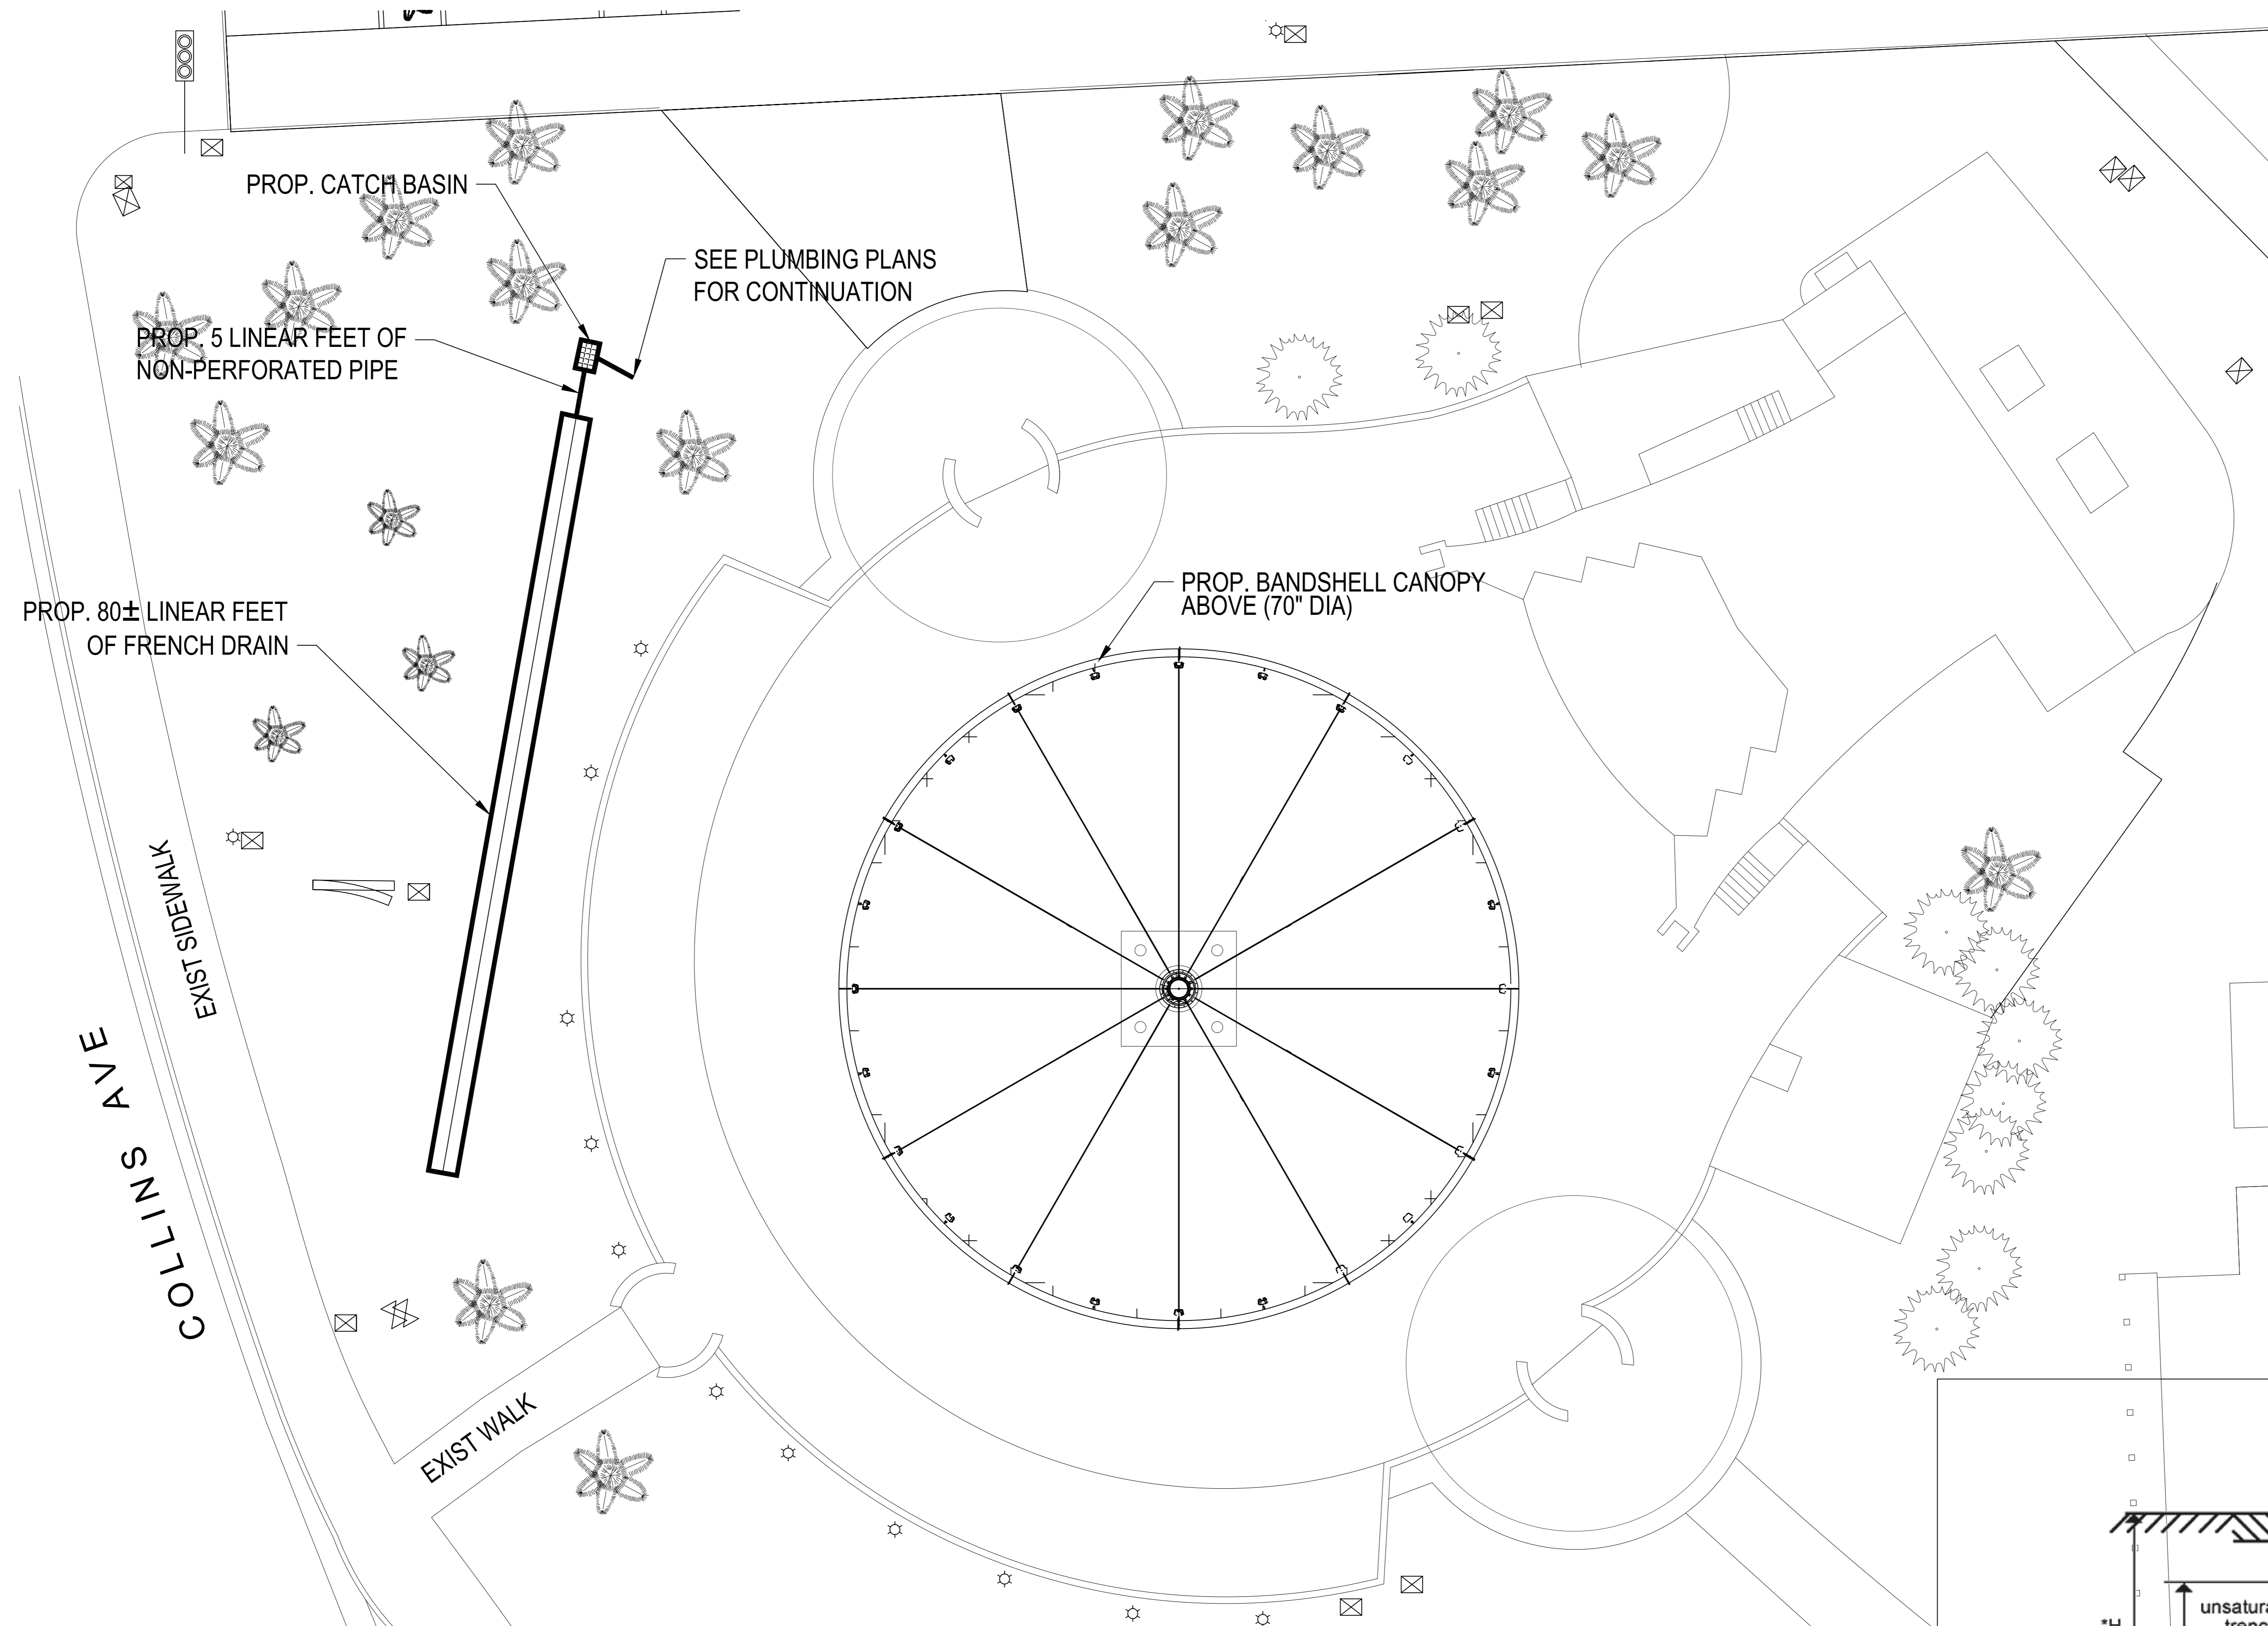 PROP. CATCH BASIN
SEE PLUMBING PLANS
FOR CONTINUATION
PROP. 5 LINEAR FEET OF
NON-PERFORATED PIPE
PROP. BANDSHELL CANOPY
ABOVE (70" DIA)
PROP. 80± LINEAR FEET
OF FRENCH DRAIN
EXIST SIDEWALK
COLLINS AVE
EXIST WALK
*H